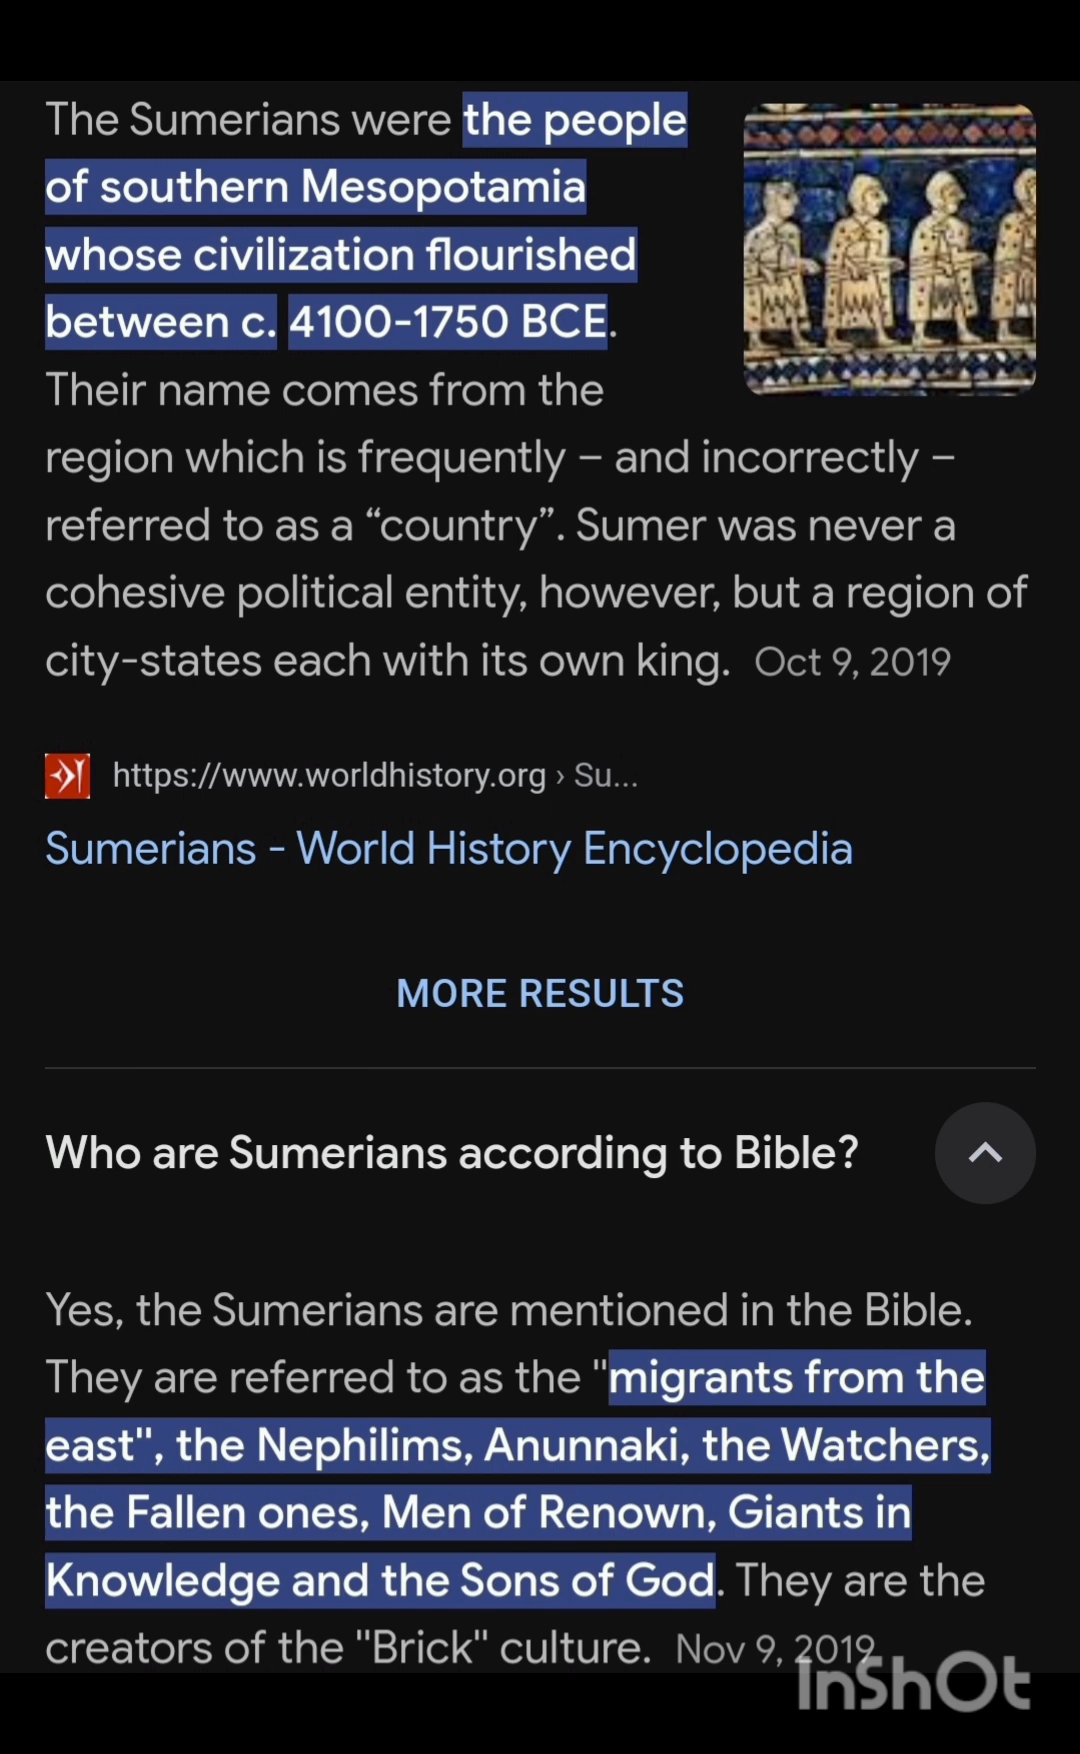 The Sumerians were the people
of southern Mesopotamia
whose civilization flourished
between c. 4100-1750 BCE.
Their name comes from the
region which is frequently – and incorrectly –
referred to as a “country”. Sumer was never a
cohesive political entity, however, but a region of
city-states each with its own king. Oct 9, 2019
https://www.worldhistory.org › Su...
Sumerians - World History Encyclopedia
MORE RESULTS
Who are Sumerians according to Bible?
Yes, the Sumerians are mentioned in the Bible.
They are referred to as the "migrants from the
east", the Nephilims, Anunnaki, the Watchers,
the Fallen ones, Men of Renown, Giants in
Knowledge and the Sons of God. They are the
creators of the "Brick" culture. Nov 9, 2019
InShOt